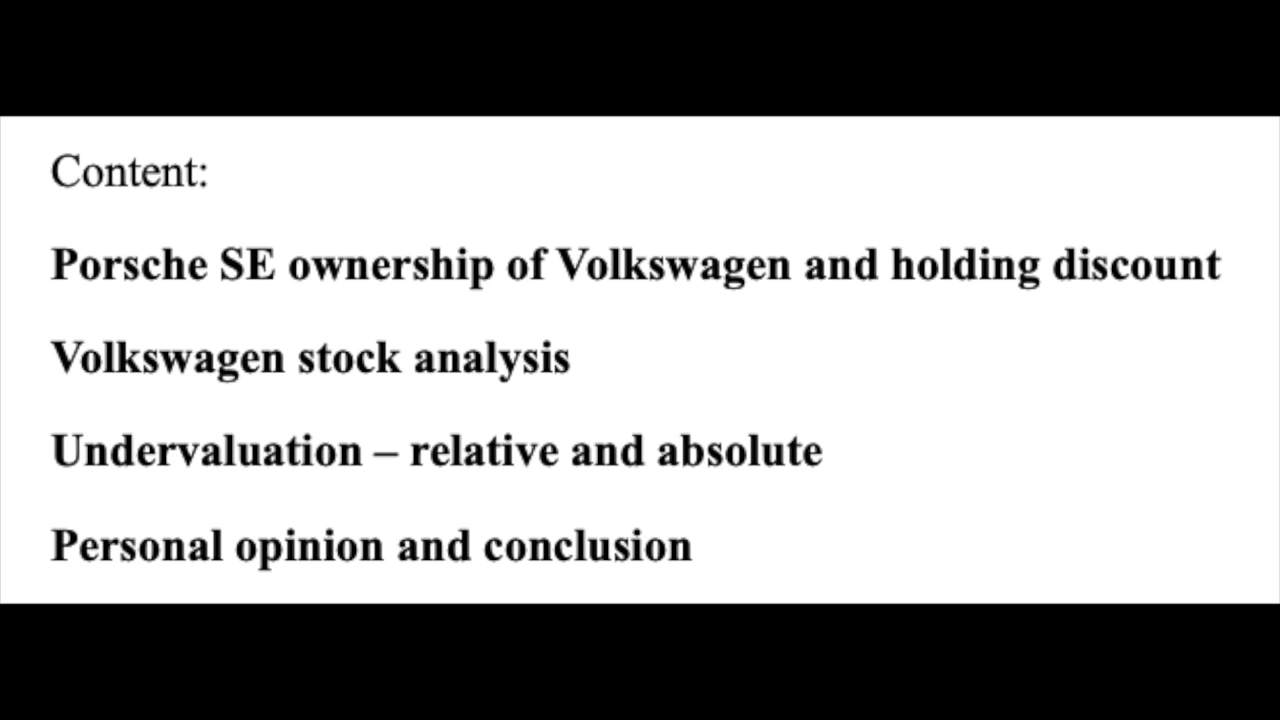 Content:
Porsche SE ownership of Volkswagen and holding discount
Volkswagen stock analysis
Undervaluation – relative and absolute
Personal opinion and conclusion